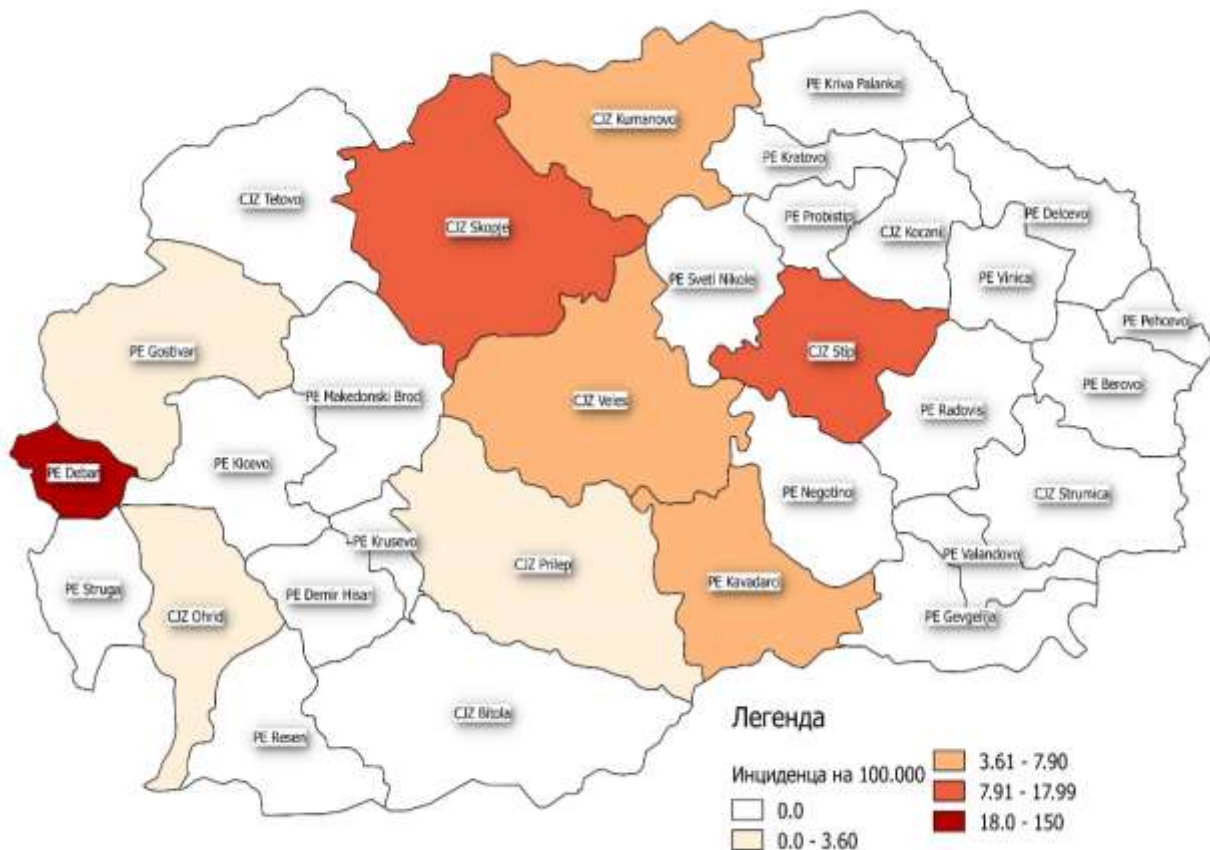 PE Kriva Palanka
CJZ Kumanovo
PE Kratovo
CJZ Tetovo
PE Probistip
PE Delcevo
CJZ Skopje
CJZ Kocani
PE Sveti Nikole
PE Vinica
PE Pehcevo
PE Gostivar
CJZ Stip
PE Berovo
PE Makedonski Brod
CJZ Veles
PE Radovis
PE Debar
PE Kicevo
PE Negotino
CJZ Strumica
PE Krusevo
PE Valandovo
CJZ Prilep
PE Kavadarci
PE Struga
PE Demir Hisar
CJZ Ohrid
PE Gevgelija
CJZ Bitola
PE Resen
Легенда
Инциденца на 100.000
0.0
0.0 - 3.60
3.61 - 7.90
7.91 - 17.99
18.0 - 150